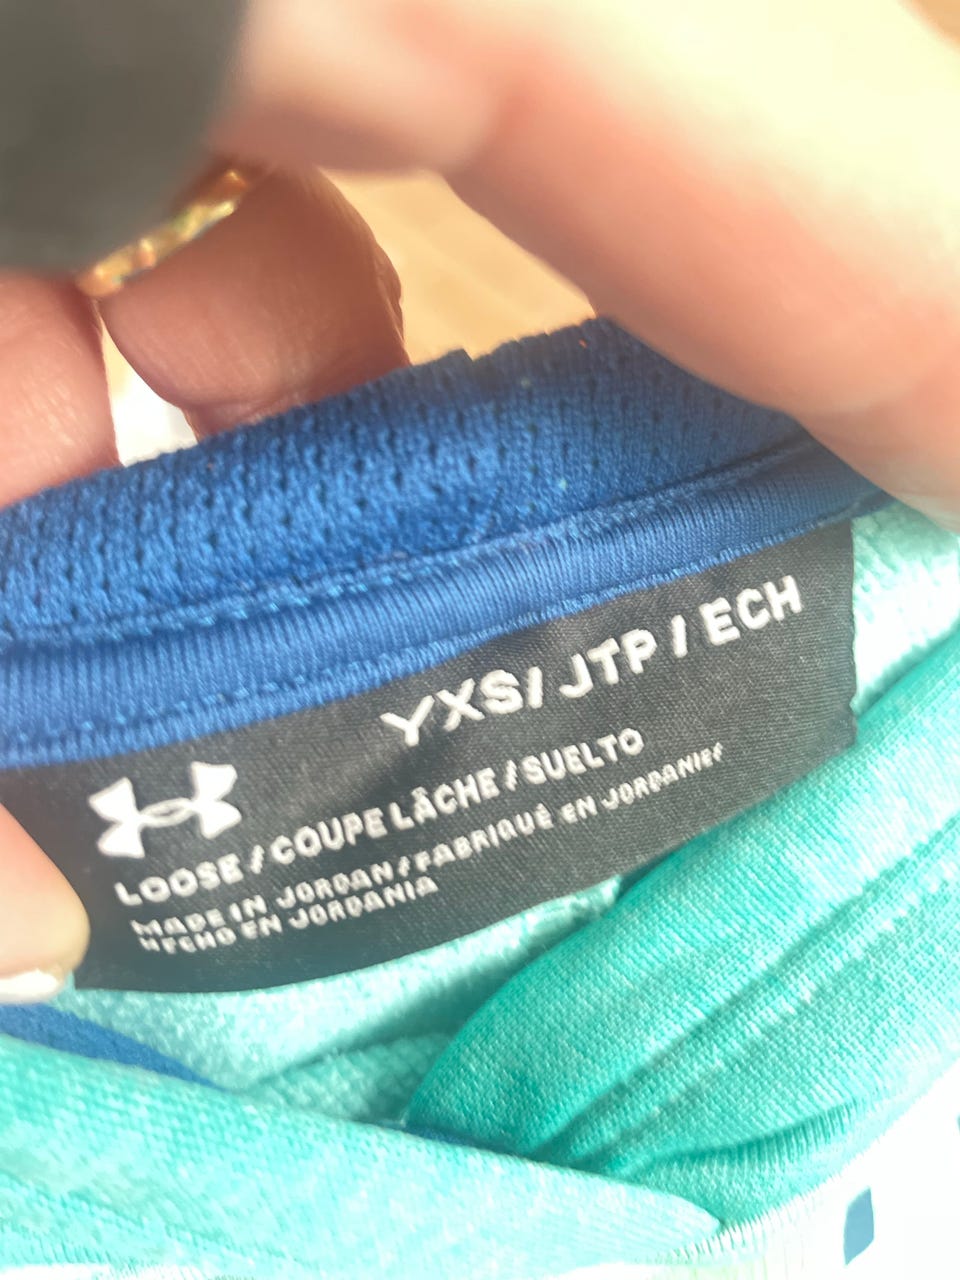 YXS/ JTP / ECH
LOOSE / COUPE LÂCHE / SUELTO
MADE IN JORDAN / FABRIQUÉ EN JORDANIE/
HECHO EN JORDANIA